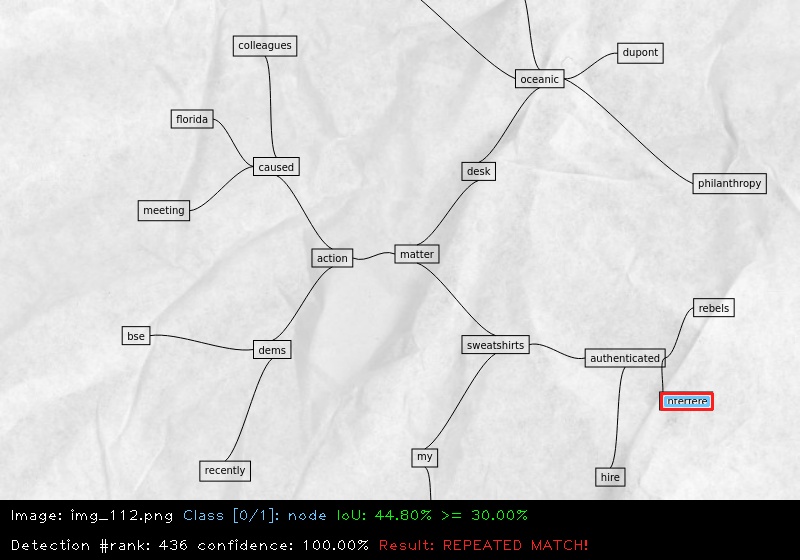 colleagues
dupont
oceanic
florida
caused
desk
philanthropy
meeting
action
matter
rebels
bse
dems
sweatshirts
authenticated
my
recently
hire
Image: img_112.png Class [0/1]: node IoU: 44.80% >= 30.00%
Detection #rank: 436 confidence: 100.00% Result: REPEATED MATCH!